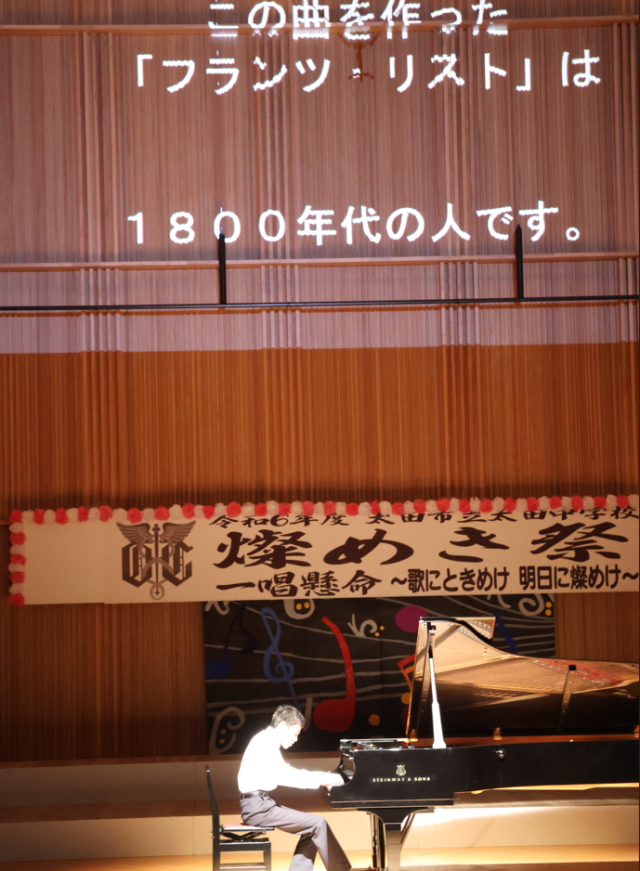 この曲を作った
「フランツ・リスト」は
１８００年代の人です。
令和6年度 太田市立太田中学校
燦めき祭
一唱懸命 ～歌にときめけ 明日に燦めけ～
STEINWAY & SONS